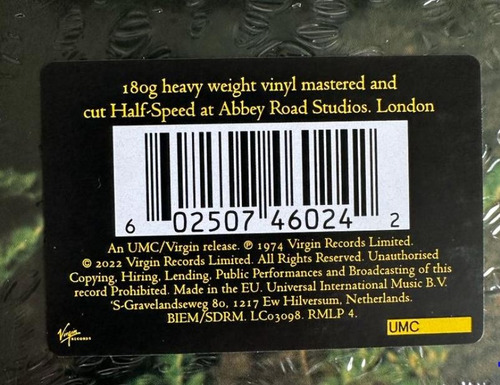 180g heavy weight vinyl mastered and
cut Half-Speed at Abbey Road Studios. London
6 02507 46024 2
An UMC/Virgin release. ℗ 1974 Virgin Records Limited.
© 2022 Virgin Records Limited. All Rights Reserved. Unauthorised
Copying, Hiring, Lending, Public Performances and Broadcasting of this
record Prohibited. Made in the EU. Universal International Music B.V.
'S-Gravelandseweg 80, 1217 Ew Hilversum, Netherlands.
BIEM/SDRM. LC03098. RMLP 4.
Virgin
RECORDS
UMC